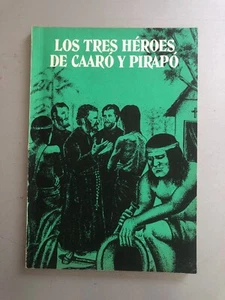 LOS TRES HÉROES
DE CAARÓ Y PIRAPÓ